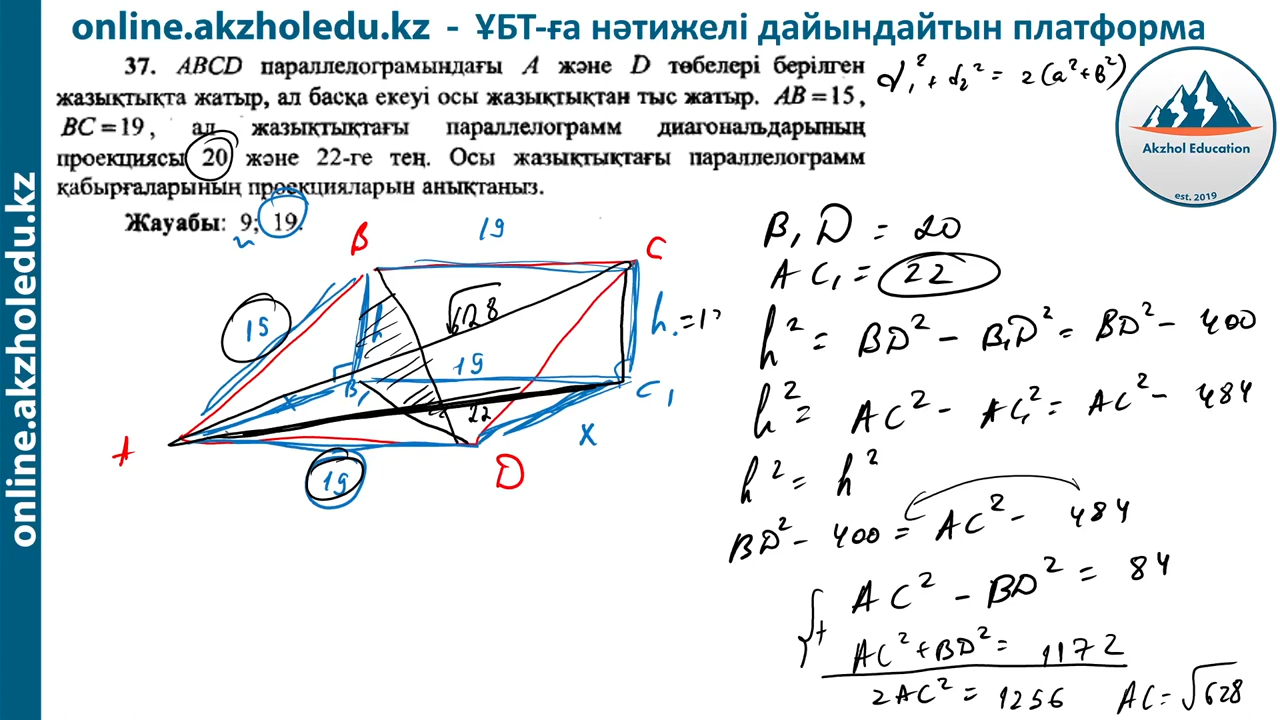 online.akzholedu.kz - ҰБТ-ға нәтижелі дайындайтын платформа
online.akzholedu.kz
37. ABCD параллелограмындағы A және D төбелері берілген
жазықтықта жатыр, ал басқа екеуі осы жазықтықтан тыс жатыр. AB = 15,
BC = 19, ал жазықтықтағы параллелограмм диагональдарының
проекциясы 20 және 22-ге тең. Осы жазықтықтағы параллелограмм
қабырғаларының проекцияларын анықтаңыз.
Жауабы: 9; 19.
d₁² + d₂² = 2(a² + b²)
Akzhol Education
est. 2019
B
19
C
15
√628
h
h. = 12
19
B₁
C₁
x
22
x
A
19
D
B₁D = 20
AC₁ = 22
h² = BD² - B₁D² = BD² - 400
h² = AC² - AC₁² = AC² - 484
h² = h²
BD² - 400 = AC² - 484
AC² - BD² = 84
+
AC² + BD² = 1172
2AC² = 1256 AC = √628